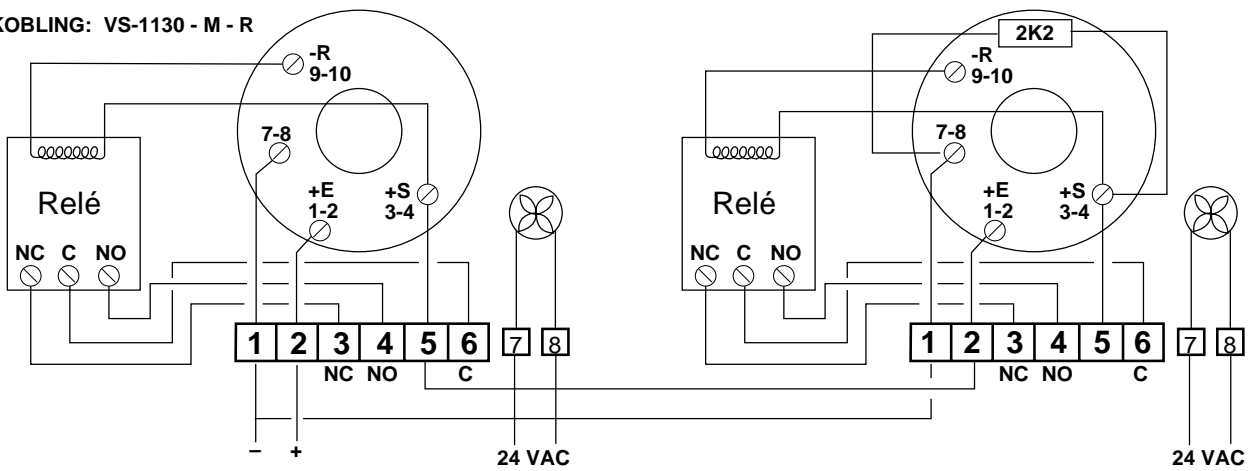 KOBLING: VS-1130 - M - R
-R
9-10
7-8
+E
1-2
+S
3-4
Relé
NC C NO
1 2 3 4 5 6
NC NO C
7 8
– +
24 VAC
2K2
-R
9-10
7-8
+E
1-2
+S
3-4
Relé
NC C NO
1 2 3 4 5 6
NC NO C
7 8
24 VAC